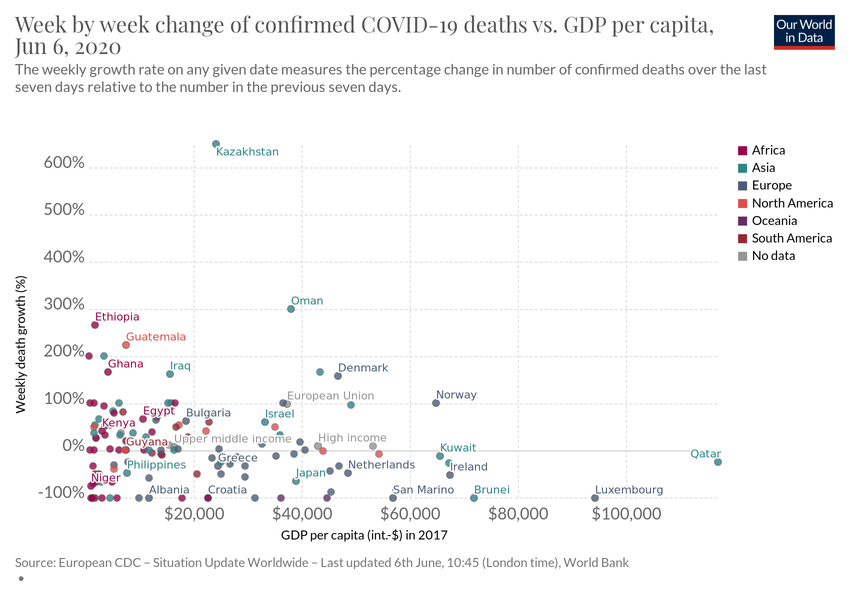 Week by week change of confirmed COVID-19 deaths vs. GDP per capita,
Jun 6, 2020
Our World
in Data
The weekly growth rate on any given date measures the percentage change in number of confirmed deaths over the last
seven days relative to the number in the previous seven days.
Kazakhstan
600%
500%
400%
300%
200%
100%
0%
-100%
Weekly death growth (%)
Oman
Ethiopia
Guatemala
Ghana
Iraq
Denmark
European Union
Norway
Egypt
Bulgaria
Israel
Kenya
Guyana
Upper middle income
High income
Kuwait
Qatar
Greece
Philippines
Netherlands
Ireland
Niger
Japan
Albania
Croatia
San Marino
Brunei
Luxembourg
$20,000
$40,000
$60,000
$80,000
$100,000
GDP per capita (int.-$) in 2017
Africa
Asia
Europe
North America
Oceania
South America
No data
Source: European CDC – Situation Update Worldwide – Last updated 6th June, 10:45 (London time), World Bank